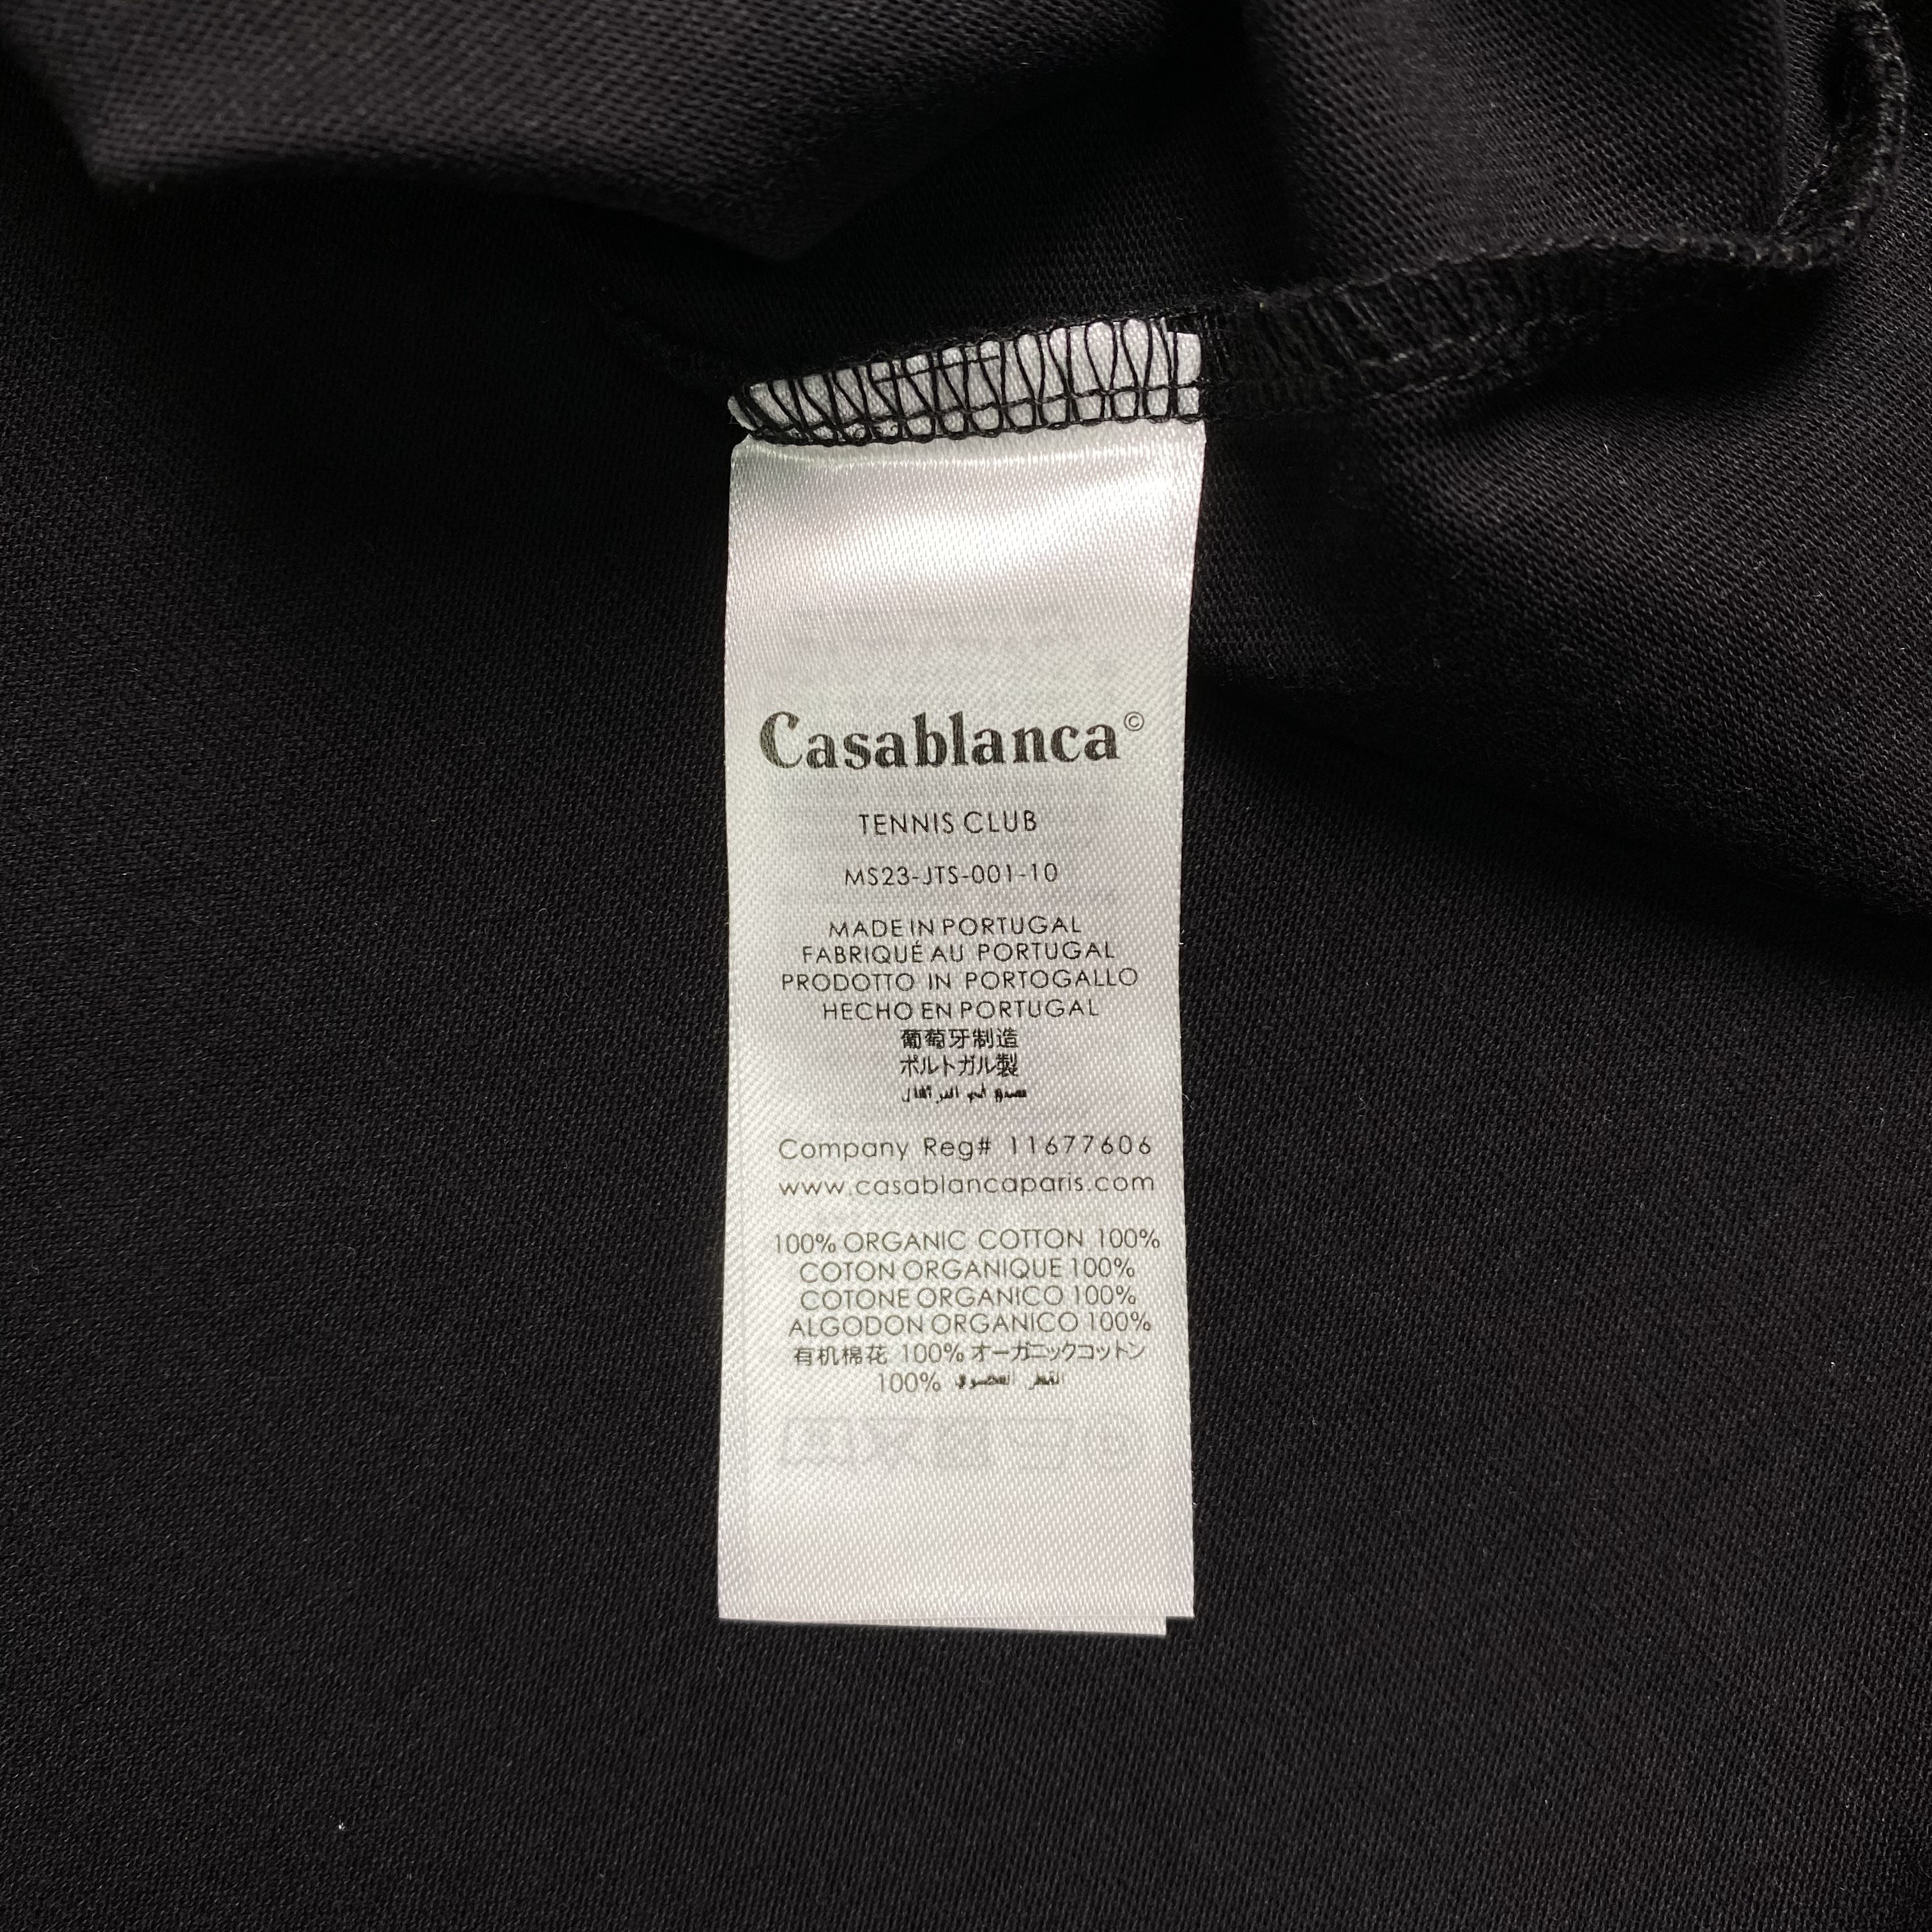 Casablanca©
TENNIS CLUB
MS23-JTS-001-10
MADE IN PORTUGAL
FABRIQUÉ AU PORTUGAL
PRODOTTO IN PORTOGALLO
HECHO EN PORTUGAL
葡萄牙制造
ポルトガル製
Company Reg# 11677606
www.casablancaparis.com
100% ORGANIC COTTON 100%
COTON ORGANIQUE 100%
COTONE ORGANICO 100%
ALGODON ORGANICO 100%
有机棉花 100% オーガニックコットン
100%